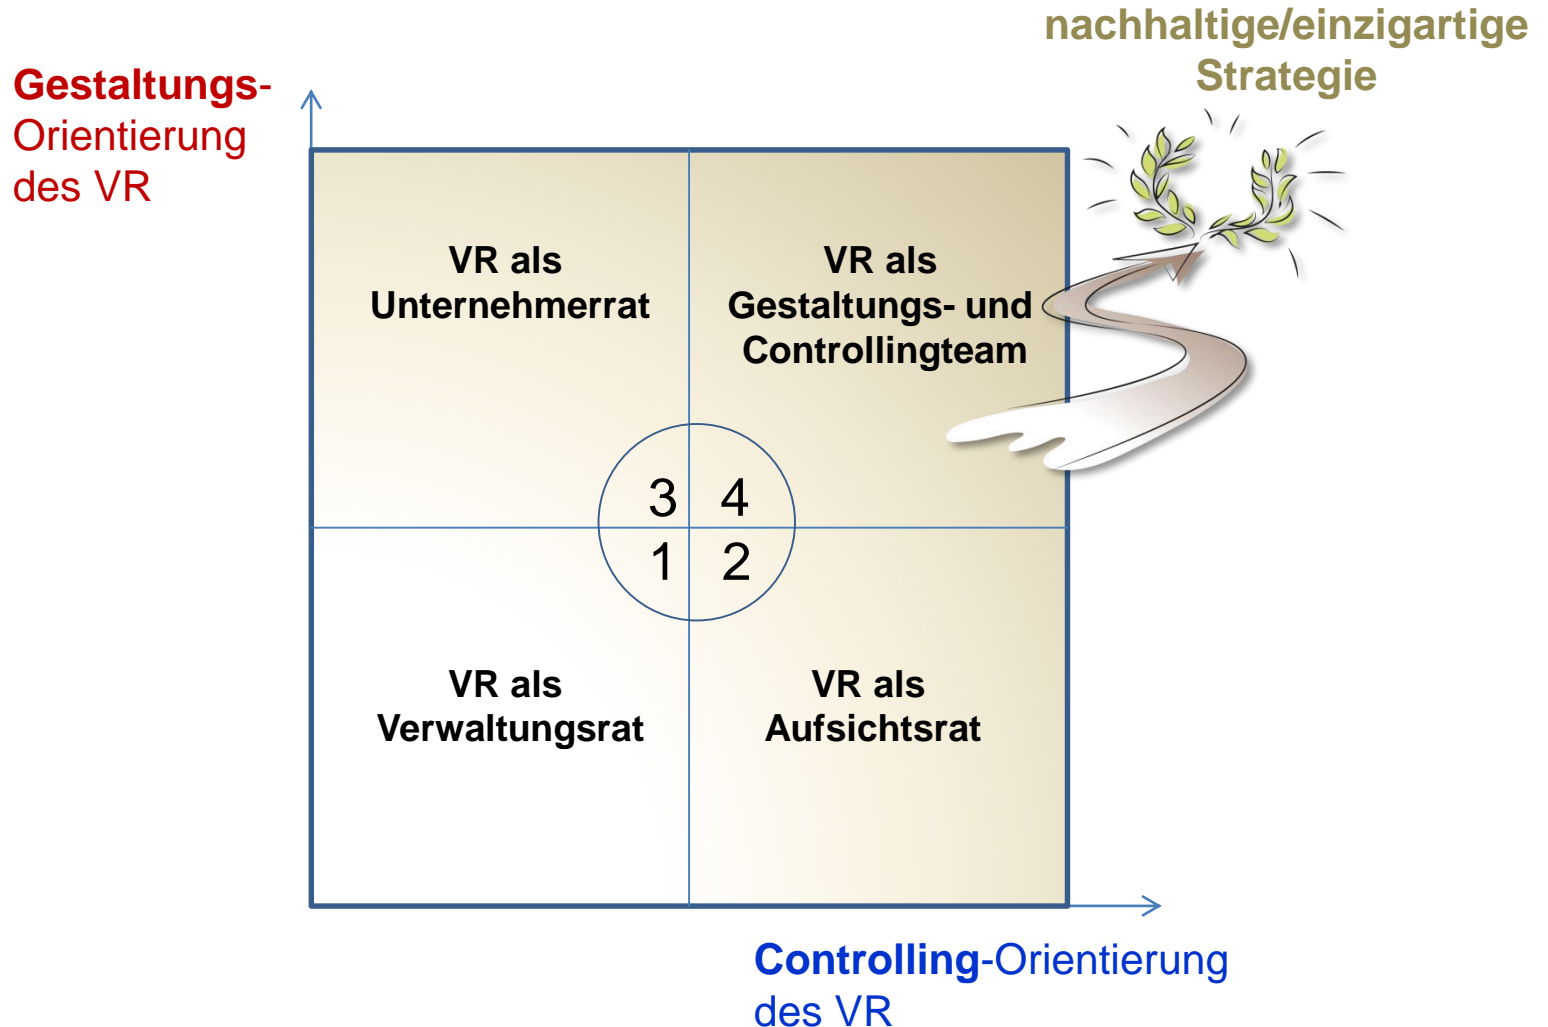 nachhaltige/einzigartige
Strategie
Gestaltungs-
Orientierung
des VR
VR als
Unternehmerrat
VR als
Gestaltungs- und
Controllingteam
3 4
1 2
VR als
Verwaltungsrat
VR als
Aufsichtsrat
Controlling-Orientierung
des VR